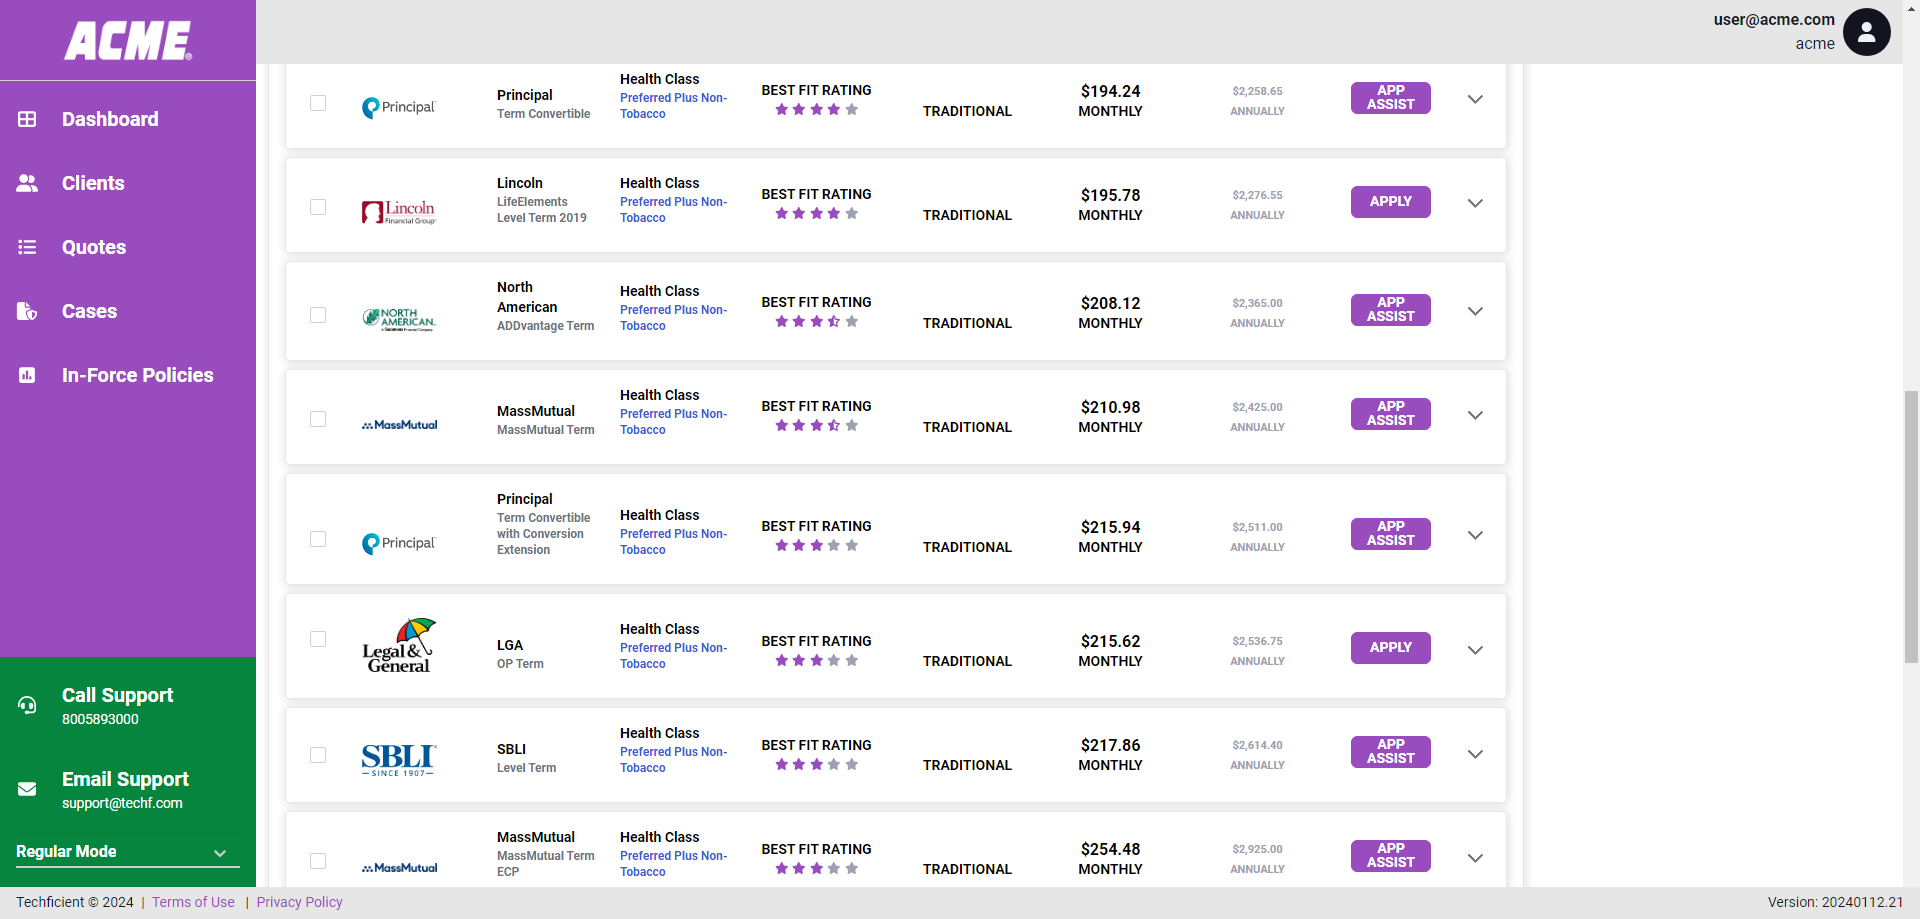 ACME®
user@acme.com
acme
Dashboard
Clients
Quotes
Cases
In-Force Policies
Call Support
8005893000
Email Support
support@techf.com
Regular Mode
Principal
Principal
Term Convertible
Health Class
Preferred Plus Non-
Tobacco
BEST FIT RATING
TRADITIONAL
$194.24
MONTHLY
$2,258.65
ANNUALLY
APP
ASSIST
Lincoln
Financial Group®
Lincoln
LifeElements
Level Term 2019
Health Class
Preferred Plus Non-
Tobacco
BEST FIT RATING
TRADITIONAL
$195.78
MONTHLY
$2,276.55
ANNUALLY
APPLY
NORTH
AMERICAN.
North
American
ADDvantage Term
Health Class
Preferred Plus Non-
Tobacco
BEST FIT RATING
TRADITIONAL
$208.12
MONTHLY
$2,365.00
ANNUALLY
APP
ASSIST
MassMutual
MassMutual
MassMutual Term
Health Class
Preferred Plus Non-
Tobacco
BEST FIT RATING
TRADITIONAL
$210.98
MONTHLY
$2,425.00
ANNUALLY
APP
ASSIST
Principal
Principal
Term Convertible
with Conversion
Extension
Health Class
Preferred Plus Non-
Tobacco
BEST FIT RATING
TRADITIONAL
$215.94
MONTHLY
$2,511.00
ANNUALLY
APP
ASSIST
Legal &
General
LGA
OP Term
Health Class
Preferred Plus Non-
Tobacco
BEST FIT RATING
TRADITIONAL
$215.62
MONTHLY
$2,536.75
ANNUALLY
APPLY
SBLI
SINCE 1907
SBLI
Level Term
Health Class
Preferred Plus Non-
Tobacco
BEST FIT RATING
TRADITIONAL
$217.86
MONTHLY
$2,614.40
ANNUALLY
APP
ASSIST
MassMutual
MassMutual
MassMutual Term
ECP
Health Class
Preferred Plus Non-
Tobacco
BEST FIT RATING
TRADITIONAL
$254.48
MONTHLY
$2,925.00
ANNUALLY
APP
ASSIST
Techficient © 2024 | Terms of Use | Privacy Policy
Version: 20240112.21